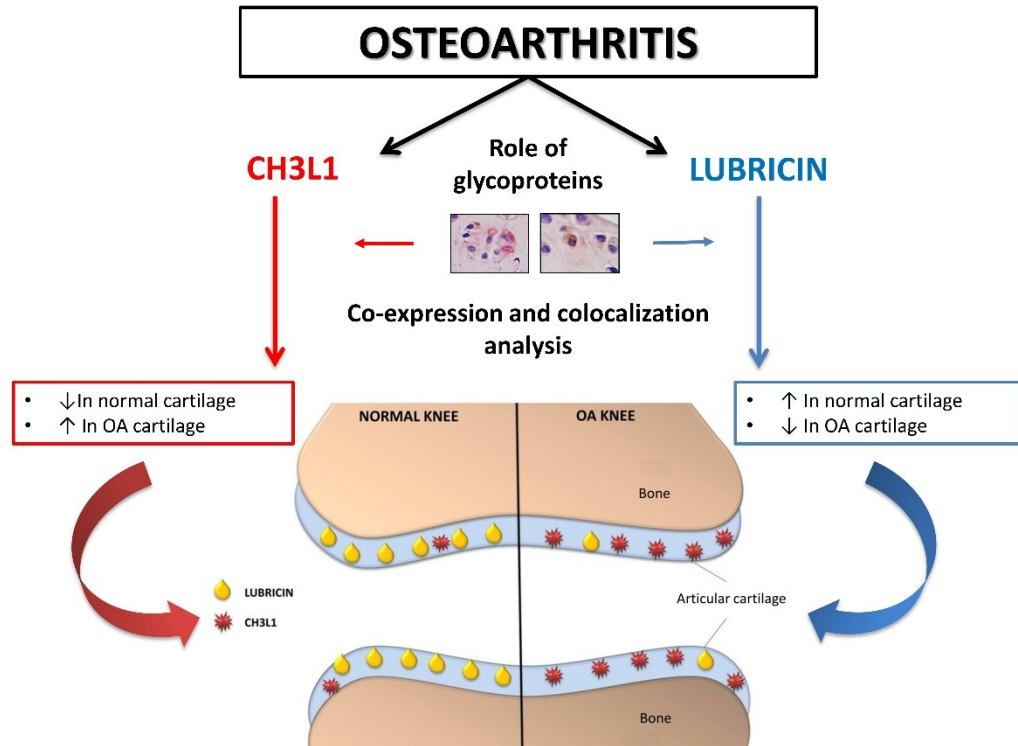 OSTEOARTHRITIS
CH3L1
Role of
glycoproteins
LUBRICIN
Co-expression and colocalization
analysis
• ↓In normal cartilage
• ↑ In OA cartilage
• ↑ In normal cartilage
• ↓ In OA cartilage
NORMAL KNEE
OA KNEE
Bone
LUBRICIN
CH3L1
Articular cartilage
Bone